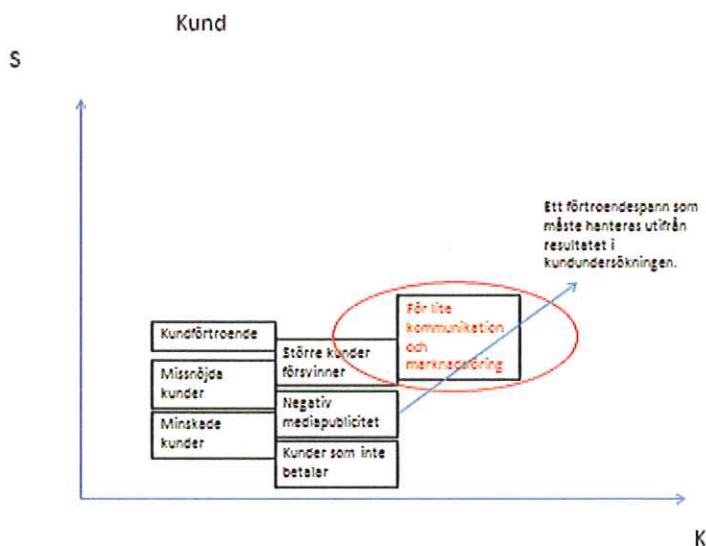 Kund
S
Ett förtroendespann som
måste hanteras utifrån
resultatet i
kundundersökningen.
För lite
kommunikation
och
marknadsföring
Kundförtroende
Större kunder
försvinner
Missnöjda
kunder
Negativ
mediapublicitet
Minskade
kunder
Kunder som inte
betalar
K